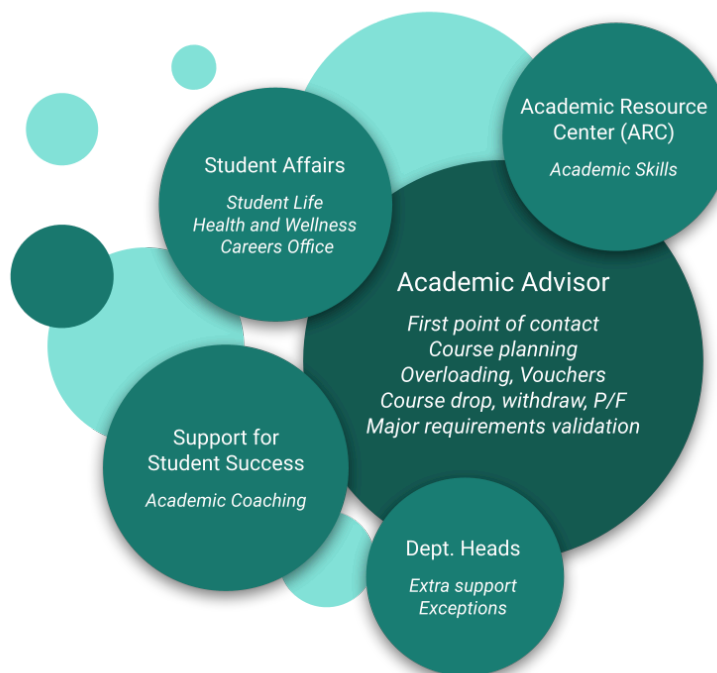 Academic Resource
Center (ARC)
Academic Skills
Student Affairs
Student Life
Health and Wellness
Careers Office
Academic Advisor
First point of contact
Course planning
Overloading, Vouchers
Course drop, withdraw, P/F
Major requirements validation
Support for
Student Success
Academic Coaching
Dept. Heads
Extra support
Exceptions